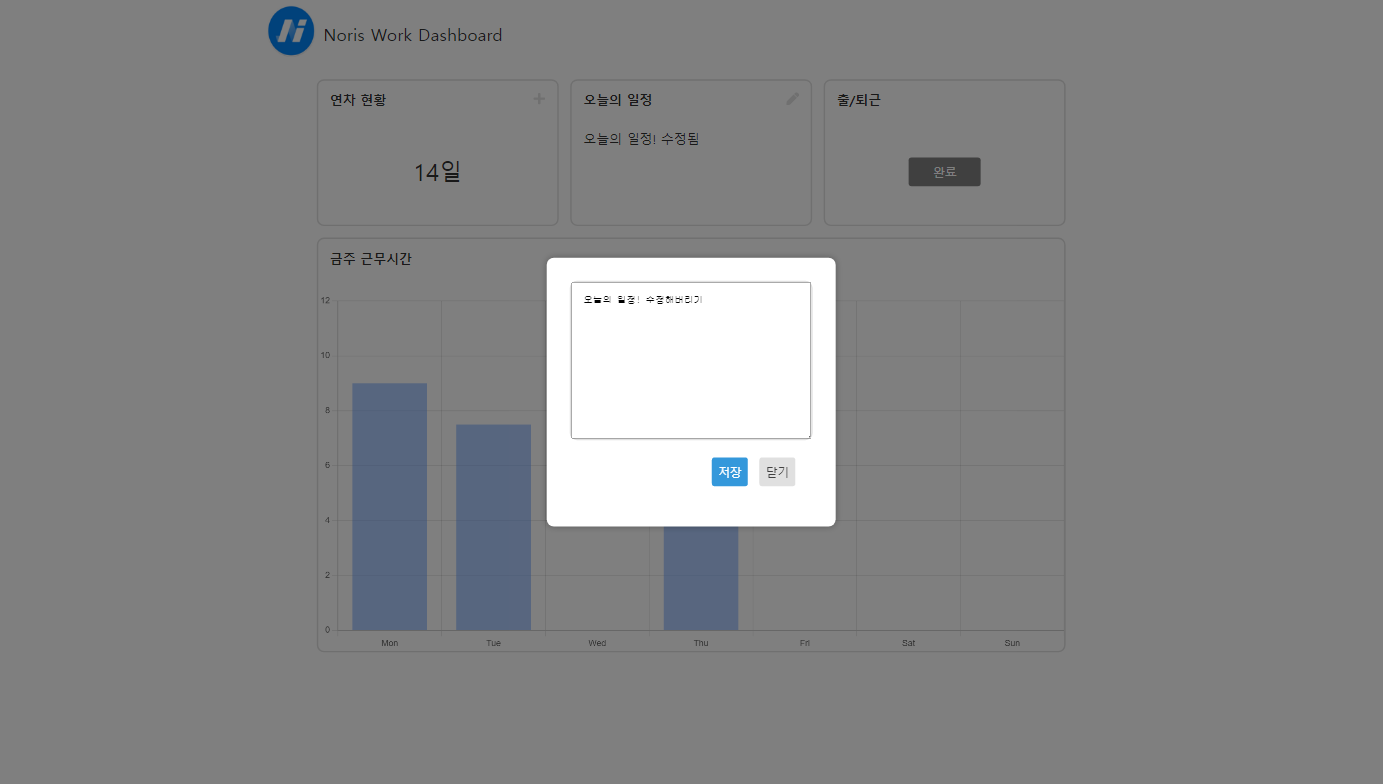 Noris Work Dashboard
연차 현황
14일
오늘의 일정
오늘의 일정! 수정됨
출/퇴근
완료
금주 근무시간
오늘의 일정! 수정해버리기
저장 닫기
12
10
8
6
4
2
0
Mon Tue Wed Thu Fri Sat Sun